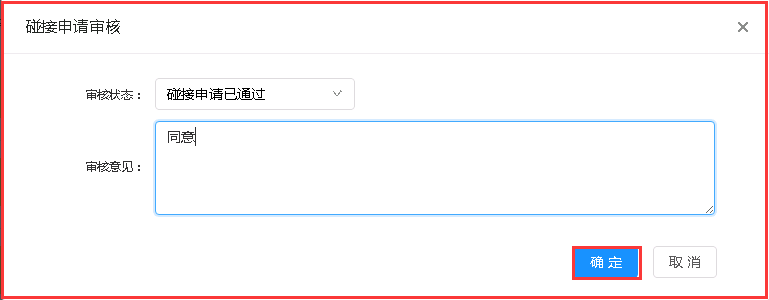 碰接申请审核
审核状态：
碰接申请已通过
审核意见：
同意
确 定
取 消